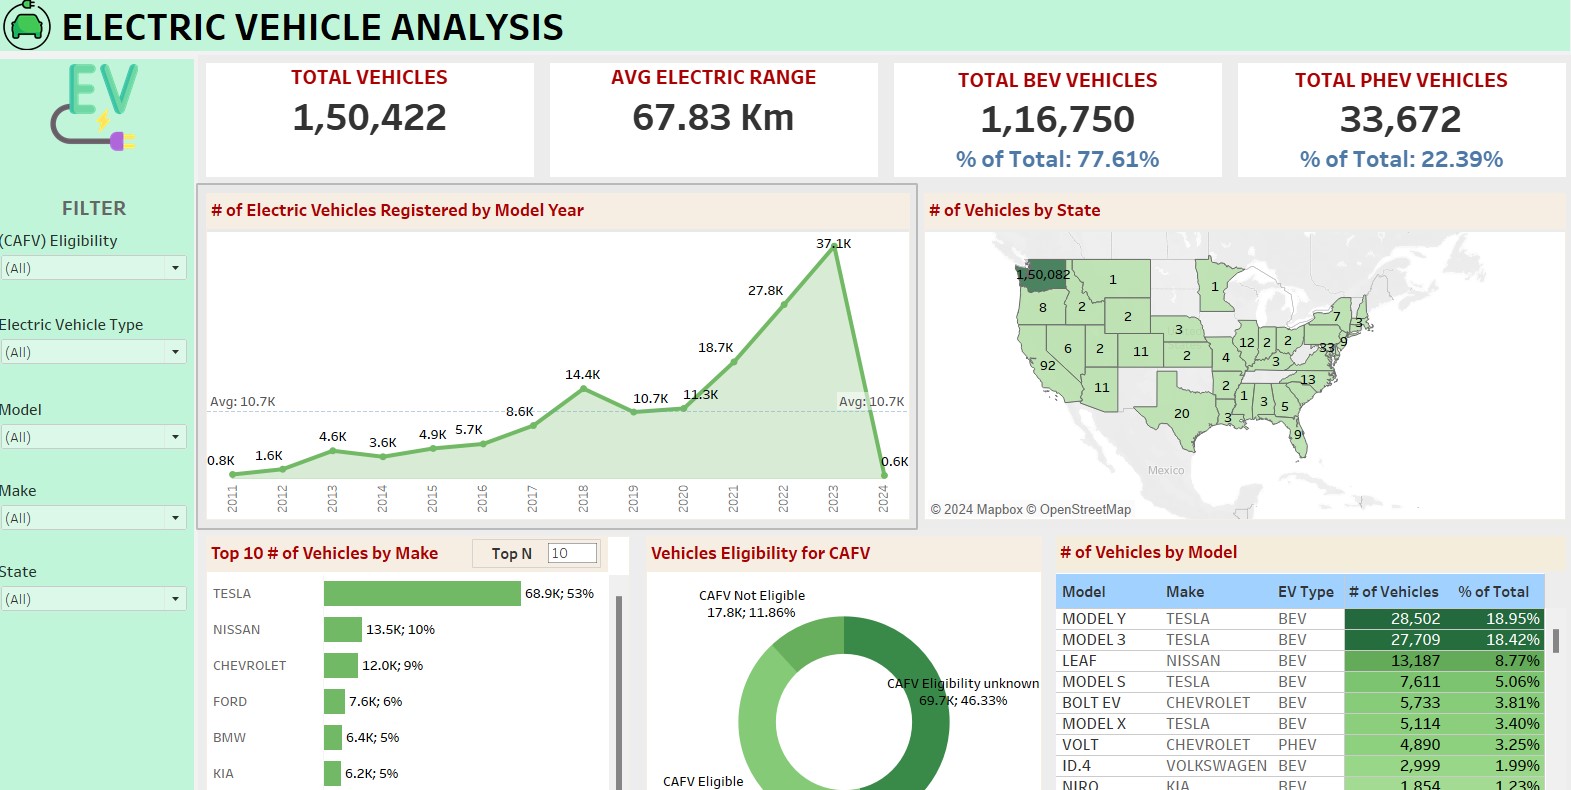 ELECTRIC VEHICLE ANALYSIS
EV
FILTER
(CAFV) Eligibility
(All)
Electric Vehicle Type
(All)
Model
(All)
Make
(All)
State
(All)
TOTAL VEHICLES
1,50,422
AVG ELECTRIC RANGE
67.83 Km
TOTAL BEV VEHICLES
1,16,750
% of Total: 77.61%
TOTAL PHEV VEHICLES
33,672
% of Total: 22.39%
# of Electric Vehicles Registered by Model Year
37.1K
27.8K
18.7K
14.4K
Avg: 10.7K
8.6K
10.7K
11.3K
Avg: 10.7K
4.6K
3.6K
4.9K
5.7K
0.8K
1.6K
0.6K
2011
2012
2013
2014
2015
2016
2017
2018
2019
2020
2021
2022
2023
2024
# of Vehicles by State
1,50,082
1
1
8
2
2
7
3
3
6
2
11
2
4
12
2
2
33
9
92
3
11
2
13
20
3
1
3
5
9
Mexico
© 2024 Mapbox © OpenStreetMap
Top 10 # of Vehicles by Make
Top N
10
TESLA
68.9K; 53%
NISSAN
13.5K; 10%
CHEVROLET
12.0K; 9%
FORD
7.6K; 6%
BMW
6.4K; 5%
KIA
6.2K; 5%
Vehicles Eligibility for CAFV
CAFV Not Eligible
17.8K; 11.86%
CAFV Eligibility unknown
69.7K; 46.33%
CAFV Eligible
# of Vehicles by Model
Model Make EV Type # of Vehicles % of Total
MODEL Y TESLA BEV 28,502 18.95%
MODEL 3 TESLA BEV 27,709 18.42%
LEAF NISSAN BEV 13,187 8.77%
MODEL S TESLA BEV 7,611 5.06%
BOLT EV CHEVROLET BEV 5,733 3.81%
MODEL X TESLA BEV 5,114 3.40%
VOLT CHEVROLET PHEV 4,890 3.25%
ID.4 VOLKSWAGEN BEV 2,999 1.99%
NIRO KIA BEV 1,854 1.23%